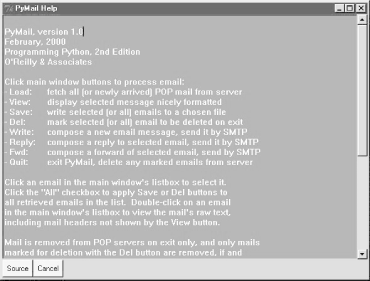 PyMail Help
PyMail, version 1.0
February, 2000
Programming Python, 2nd Edition
O'Reilly & Associates
Click main window buttons to process email:
- Load: fetch all (or newly arrived) POP mail from server
- View: display selected message nicely formatted
- Save: write selected (or all) emails to a chosen file
- Del: mark selected (or all) email to be deleted on exit
- Write: compose a new email message, send it by SMTP
- Reply: compose a reply to selected email, send it by SMTP
- Fwd: compose a forward of selected email, send by SMTP
- Quit: exit PyMail, delete any marked emails from server
Click an email in the main window's listbox to select it.
Click the "All" checkbox to apply Save or Del buttons to
all retrieved emails in the list. Double-click on an email
in the main window's listbox to view the mail's raw text,
including mail headers not shown by the View button.
Mail is removed from POP servers on exit only, and only mails
marked for deletion with the Del button are removed, if and
Source Cancel